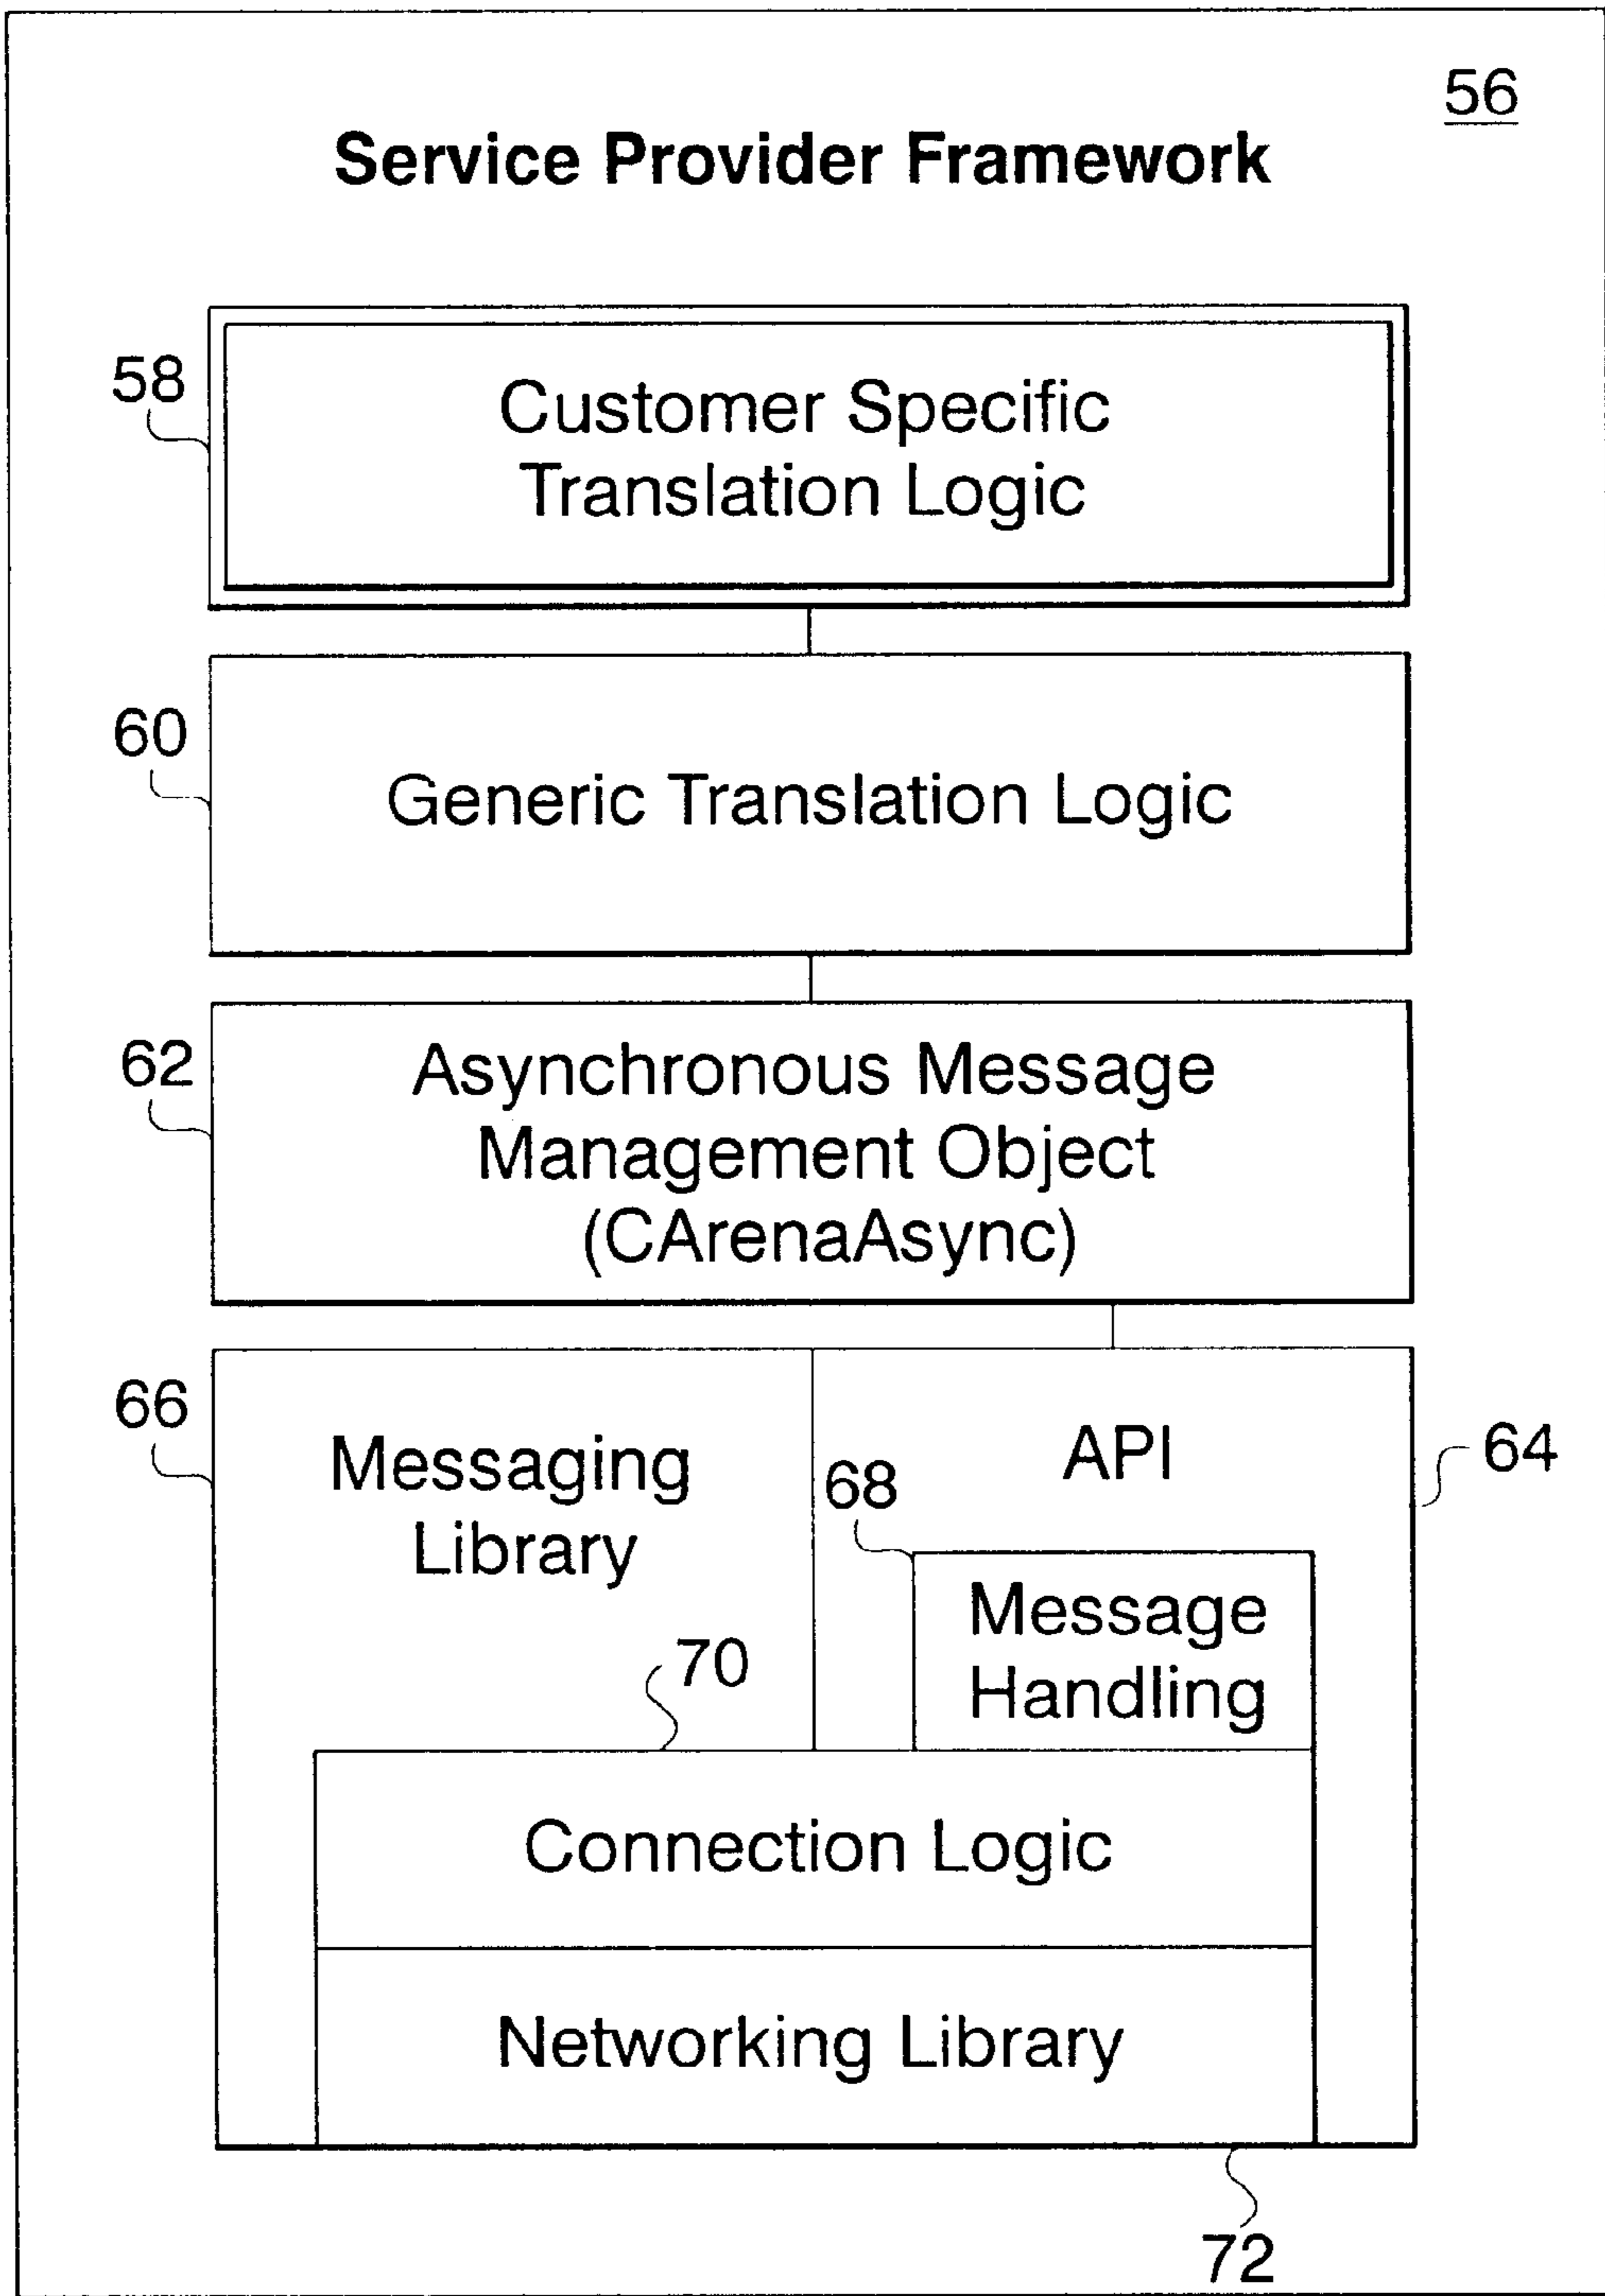 56
Service Provider Framework
58
Customer Specific
Translation Logic
60
Generic Translation Logic
62
Asynchronous Message
Management Object
(CArenaAsync)
66
Messaging
Library
API
64
68
Message
Handling
70
Connection Logic
Networking Library
72